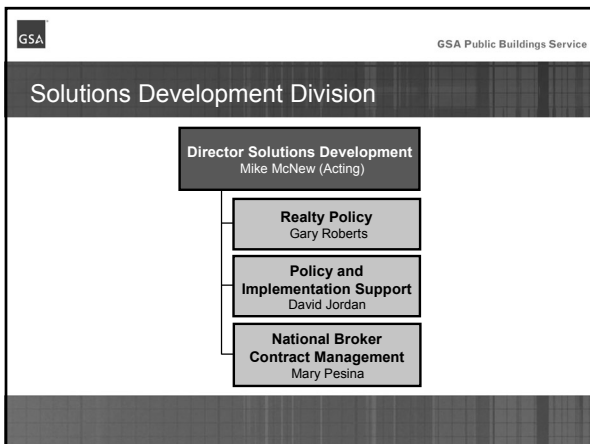 GSA
GSA Public Buildings Service
Solutions Development Division
Director Solutions Development
Mike McNew (Acting)
Realty Policy
Gary Roberts
Policy and
Implementation Support
David Jordan
National Broker
Contract Management
Mary Pesina